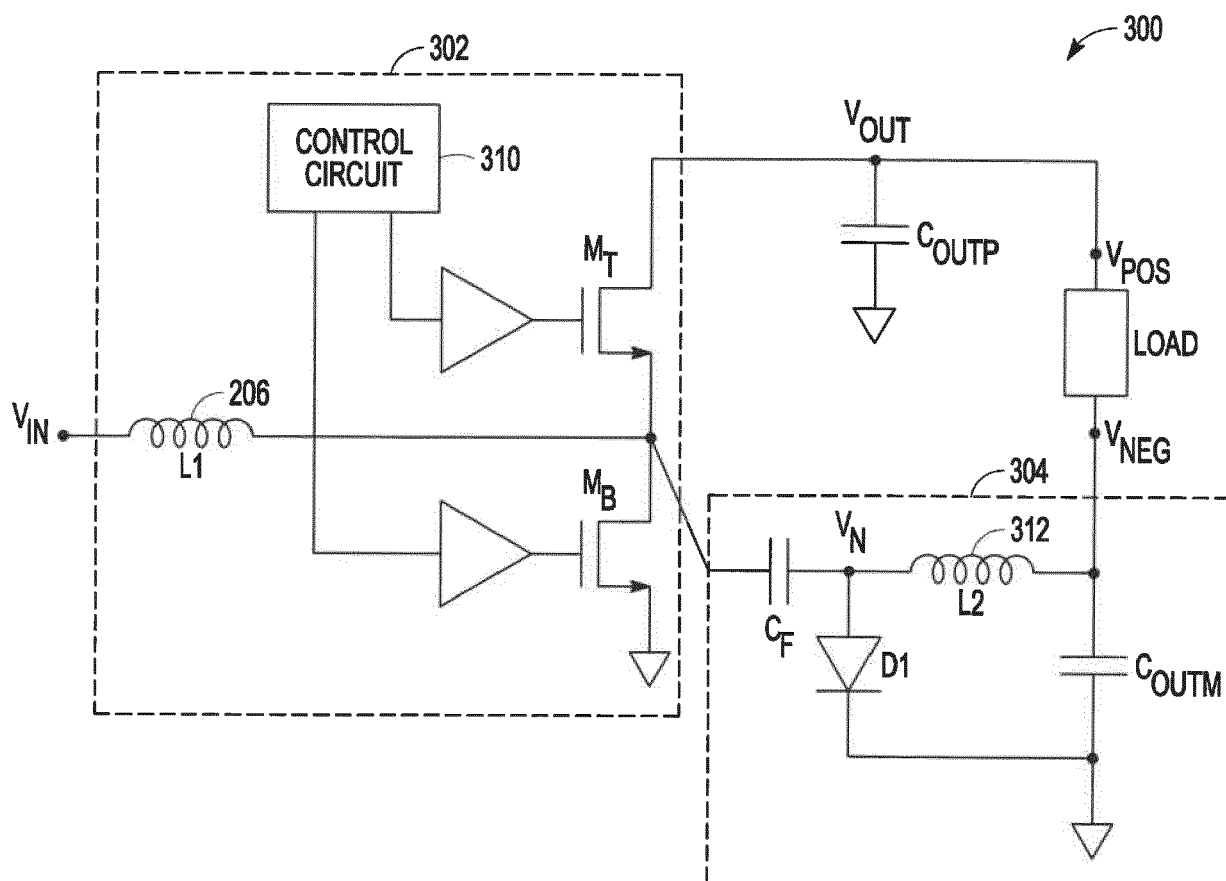 300
302
CONTROL
CIRCUIT
310
V_OUT
C_OUTP
M_T
V_POS
LOAD
206
V_IN
L1
V_NEG
M_B
304
V_N
312
L2
C_F
D1
C_OUTM